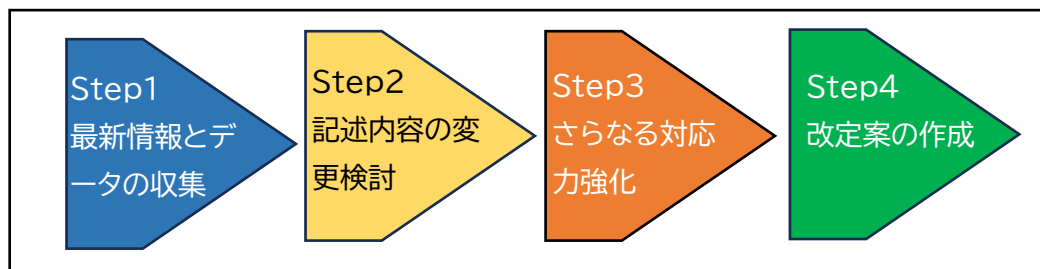 Step1
最新情報とデ
ータの収集
Step2
記述内容の変
更検討
Step3
さらなる対応
力強化
Step4
改定案の作成